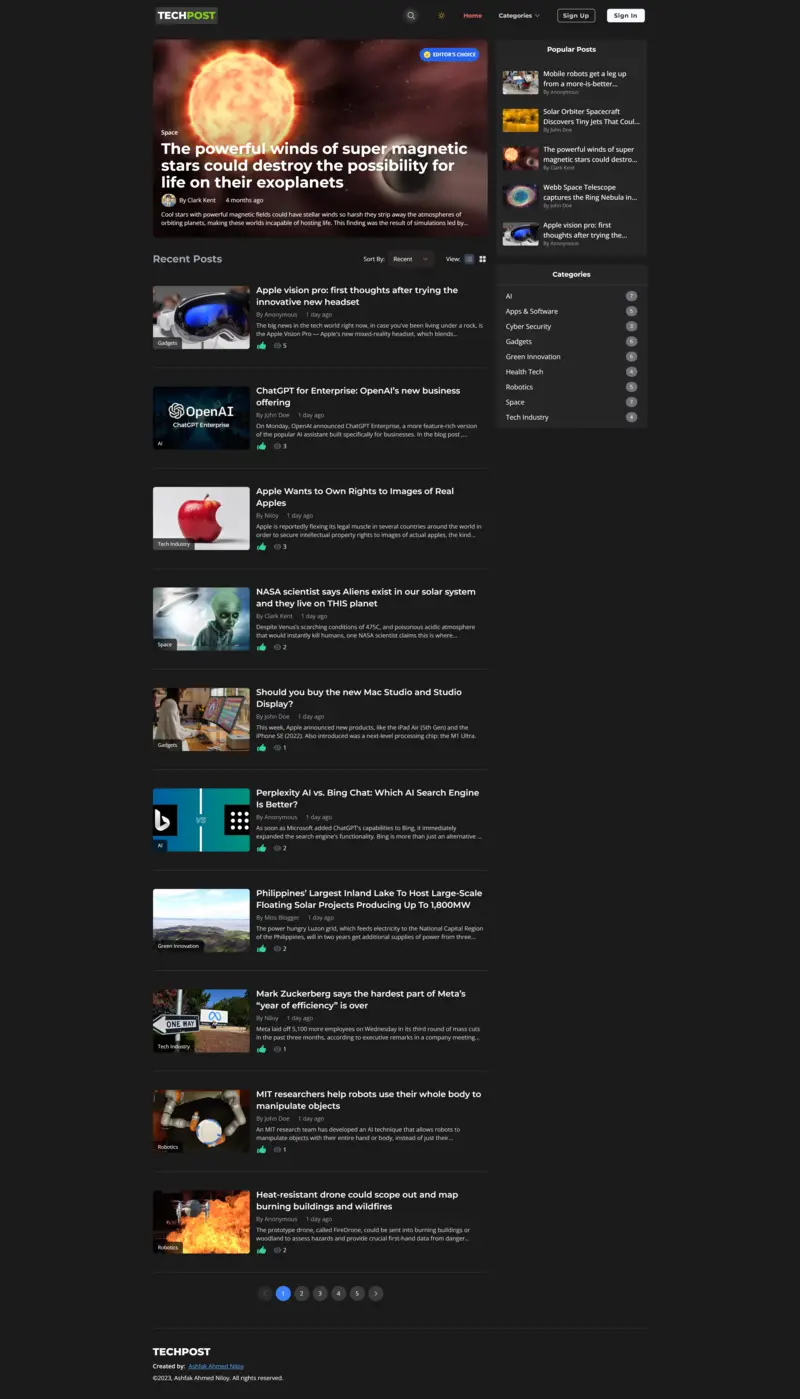 TECHPOST
Home
Categories
Sign Up
Sign In
EDITOR'S CHOICE
Space
The powerful winds of super magnetic
stars could destroy the possibility for
life on their exoplanets
By Clark Kent 4 months ago
Cool stars with powerful magnetic fields could have stellar winds so harsh they strip away the atmospheres of
orbiting planets, making these worlds incapable of hosting life. This finding was the result of simulations led by...
Popular Posts
Mobile robots get a leg up
from a more-is-better...
By Anonymous
Solar Orbiter Spacecraft
Discovers Tiny Jets That Coul...
By John Doe
The powerful winds of super
magnetic stars could destro...
By Clark Kent
Webb Space Telescope
captures the Ring Nebula in...
By John Doe
Apple vision pro: first
thoughts after trying the...
By Anonymous
Categories
AI 7
Apps & Software 5
Cyber Security 3
Gadgets 6
Green Innovation 6
Health Tech 4
Robotics 5
Space 7
Tech Industry 4
Recent Posts
Sort By: Recent
View:
Gadgets
Apple vision pro: first thoughts after trying the
innovative new headset
By Anonymous 1 day ago
The big news in the tech world right now, in case you've been living under a rock, is
the Apple Vision Pro — Apple's new mixed-reality headset, which blends...
5
OpenAI
ChatGPT Enterprise
AI
ChatGPT for Enterprise: OpenAI's new business
offering
By John Doe 1 day ago
On Monday, OpenAI announced ChatGPT Enterprise, a more feature-rich version
of the popular AI assistant built specifically for businesses. In the blog post ,...
3
Tech Industry
Apple Wants to Own Rights to Images of Real
Apples
By Niloy 1 day ago
Apple is reportedly flexing its legal muscle in several countries around the world in
order to secure intellectual property rights to images of actual apples, the kind...
3
Space
NASA scientist says Aliens exist in our solar system
and they live on THIS planet
By Clark Kent 1 day ago
Despite Venus's scorching conditions of 475C, and poisonous acidic atmosphere
that would instantly kill humans, one NASA scientist claims this is where...
2
Gadgets
Should you buy the new Mac Studio and Studio
Display?
By John Doe 1 day ago
This week, Apple announced new products, like the iPad Air (5th Gen) and the
iPhone SE (2022). Also introduced was a next-level processing chip: the M1 Ultra.
1
VS
AI
Perplexity AI vs. Bing Chat: Which AI Search Engine
Is Better?
By Anonymous 1 day ago
As soon as Microsoft added ChatGPT's capabilities to Bing, it immediately
expanded the search engine's functionality. Bing is more than just an alternative ...
2
Green Innovation
Philippines' Largest Inland Lake To Host Large-Scale
Floating Solar Projects Producing Up To 1,800MW
By Mos Blogger 1 day ago
The power hungry Luzon grid, which feeds electricity to the National Capital Region
of the Philippines, will in two years get additional supplies of power from three...
2
ONE WAY
Tech Industry
Mark Zuckerberg says the hardest part of Meta's
“year of efficiency” is over
By Niloy 1 day ago
Meta laid off 5,100 more employees on Wednesday in its third round of mass cuts
in the past three months, according to executive remarks in a company meeting...
1
Robotics
MIT researchers help robots use their whole body to
manipulate objects
By John Doe 1 day ago
An MIT research team has developed an AI technique that allows robots to
manipulate objects with their entire hand or body, instead of just their...
1
Robotics
Heat-resistant drone could scope out and map
burning buildings and wildfires
By Anonymous 1 day ago
The prototype drone, called FireDrone, could be sent into burning buildings or
woodland to assess hazards and provide crucial first-hand data from danger...
2
1 2 3 4 5
TECHPOST
Created by: Ashfak Ahmed Niloy
©2023, Ashfak Ahmed Niloy. All rights reserved.